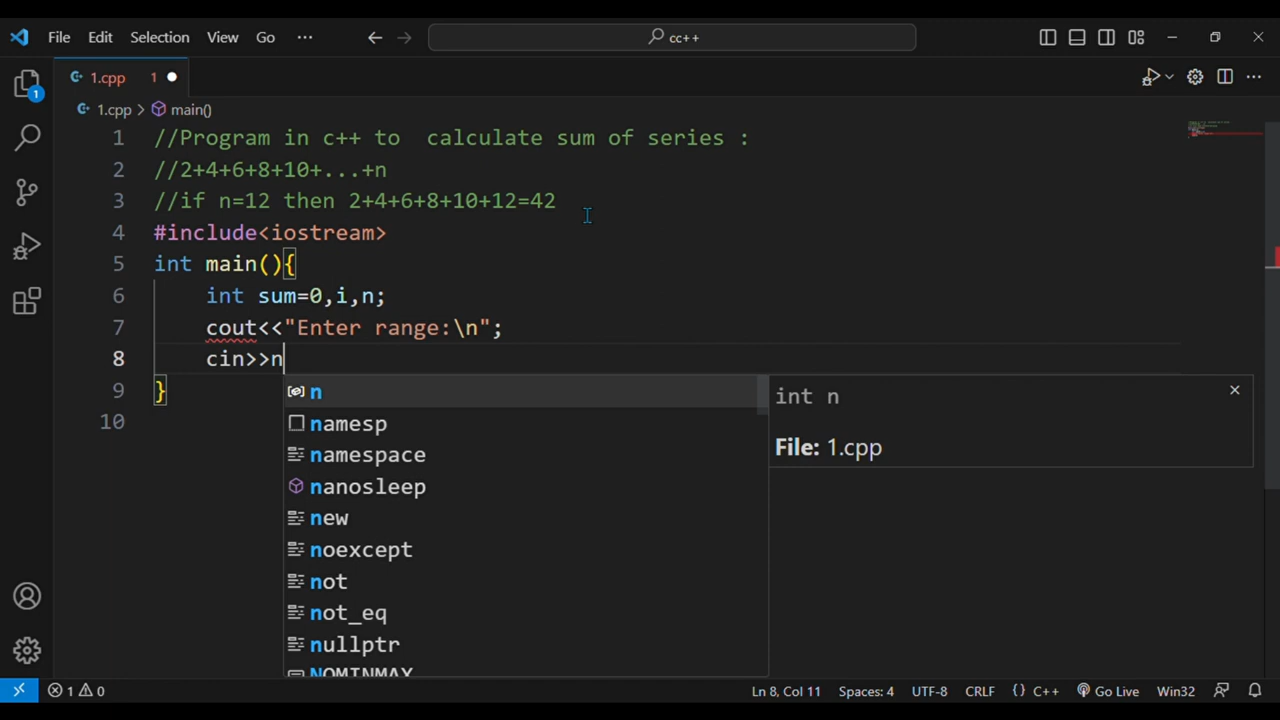 File Edit Selection View Go ··· cc++
1.cpp 1
1.cpp > main()
1 //Program in c++ to calculate sum of series :
2 //2+4+6+8+10+...+n
3 //if n=12 then 2+4+6+8+10+12=42
4 #include<iostream>
5 int main(){
6 int sum=0,i,n;
7 cout<<"Enter range:\n";
8 cin>>n
9 }
10
n
namesp
namespace
nanosleep
new
noexcept
not
not_eq
nullptr
NOMINMAX
int n
File: 1.cpp
1 0 Ln 8, Col 11 Spaces: 4 UTF-8 CRLF {} C++ Go Live Win32